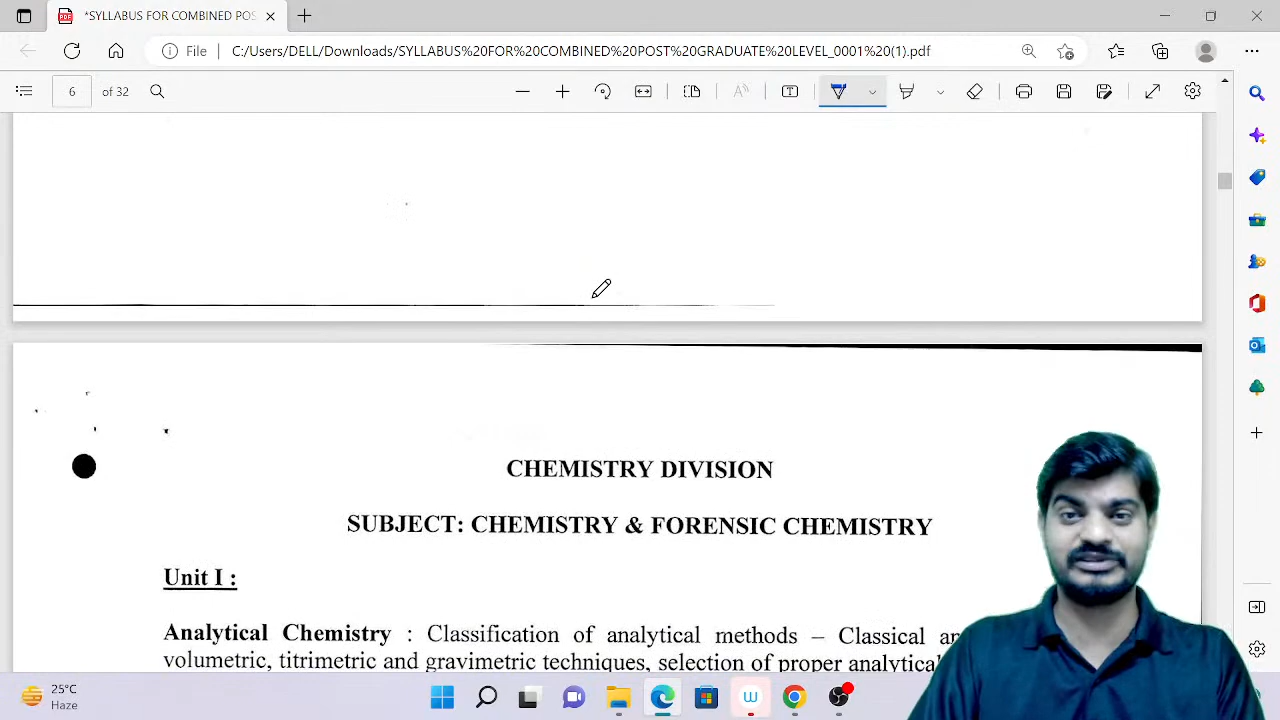 *SYLLABUS FOR COMBINED POS
File
C:/Users/DELL/Downloads/SYLLABUS%20FOR%20COMBINED%20POST%20GRADUATE%20LEVEL_0001%20(1).pdf
6 of 32
CHEMISTRY DIVISION
SUBJECT: CHEMISTRY & FORENSIC CHEMISTRY
Unit I :
Analytical Chemistry : Classification of analytical methods – Classical an
volumetric, titrimetric and gravimetric techniques, selection of proper analytical
25°C
Haze